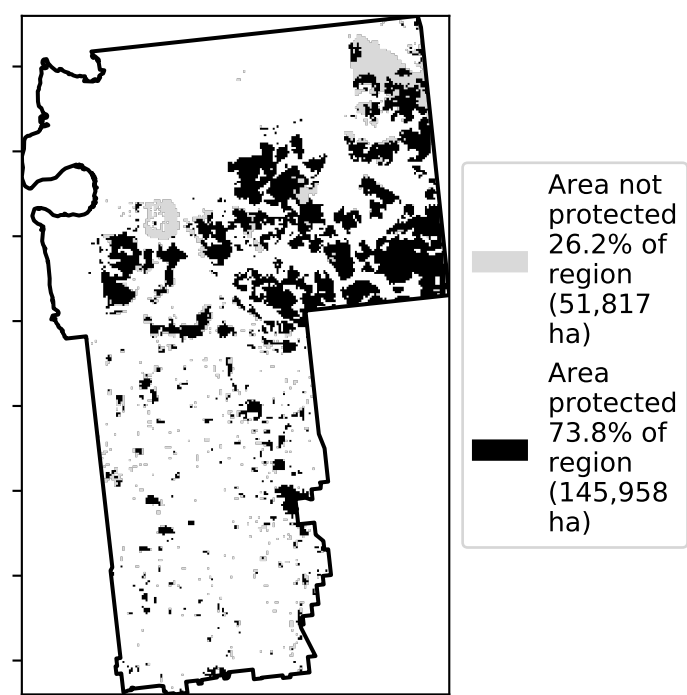 Area not
protected
26.2% of
region
(51,817
ha)
Area
protected
73.8% of
region
(145,958
ha)